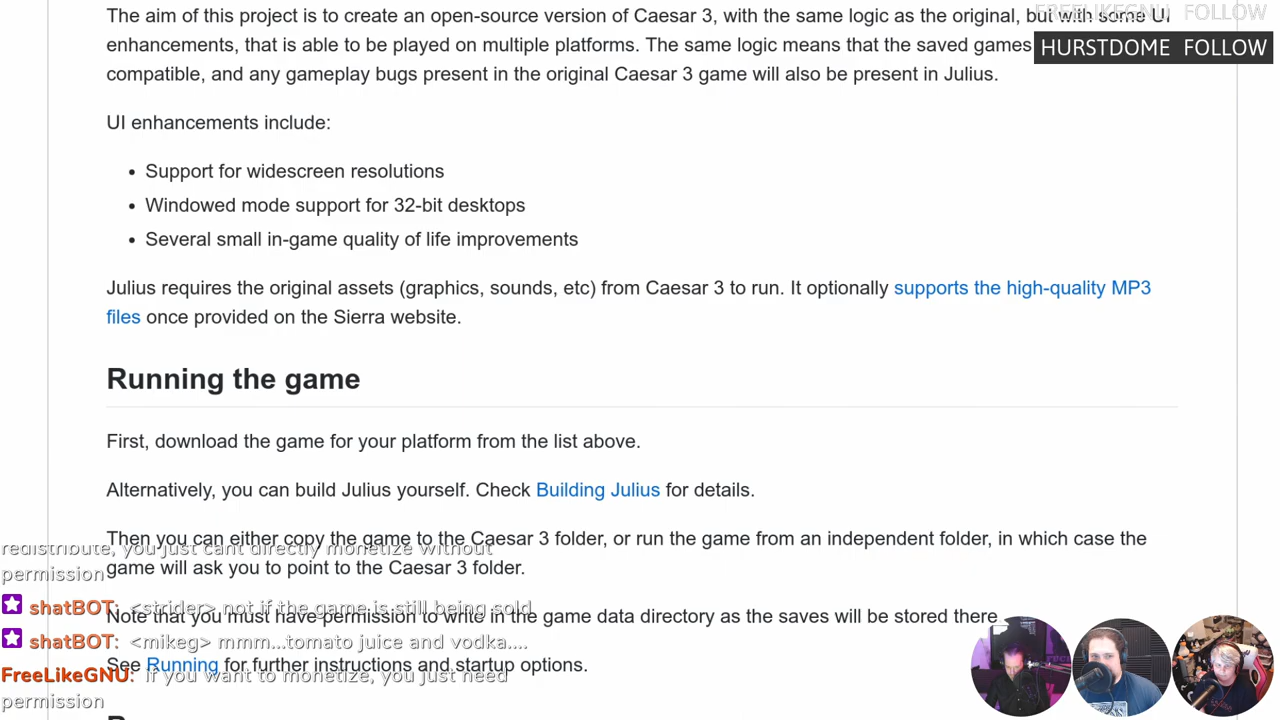 The aim of this project is to create an open-source version of Caesar 3, with the same logic as the original, but with some UI
FREELIKEGNU FOLLOW
enhancements, that is able to be played on multiple platforms. The same logic means that the saved games
HURSTDOME FOLLOW
compatible, and any gameplay bugs present in the original Caesar 3 game will also be present in Julius.
UI enhancements include:
• Support for widescreen resolutions
• Windowed mode support for 32-bit desktops
• Several small in-game quality of life improvements
Julius requires the original assets (graphics, sounds, etc) from Caesar 3 to run. It optionally supports the high-quality MP3
files once provided on the Sierra website.
Running the game
First, download the game for your platform from the list above.
Alternatively, you can build Julius yourself. Check Building Julius for details.
Then you can either copy the game to the Caesar 3 folder, or run the game from an independent folder, in which case the
game will ask you to point to the Caesar 3 folder.
Note that you must have permission to write in the game data directory as the saves will be stored there
See Running for further instructions and startup options.
redistribute, you just cant directly monetize without
permission
shatBOT: <strider> not if the game is still being sold
shatBOT: <mikeg> mmm...tomato juice and vodka....
FreeLikeGNU: if you want to monetize, you just need
permission